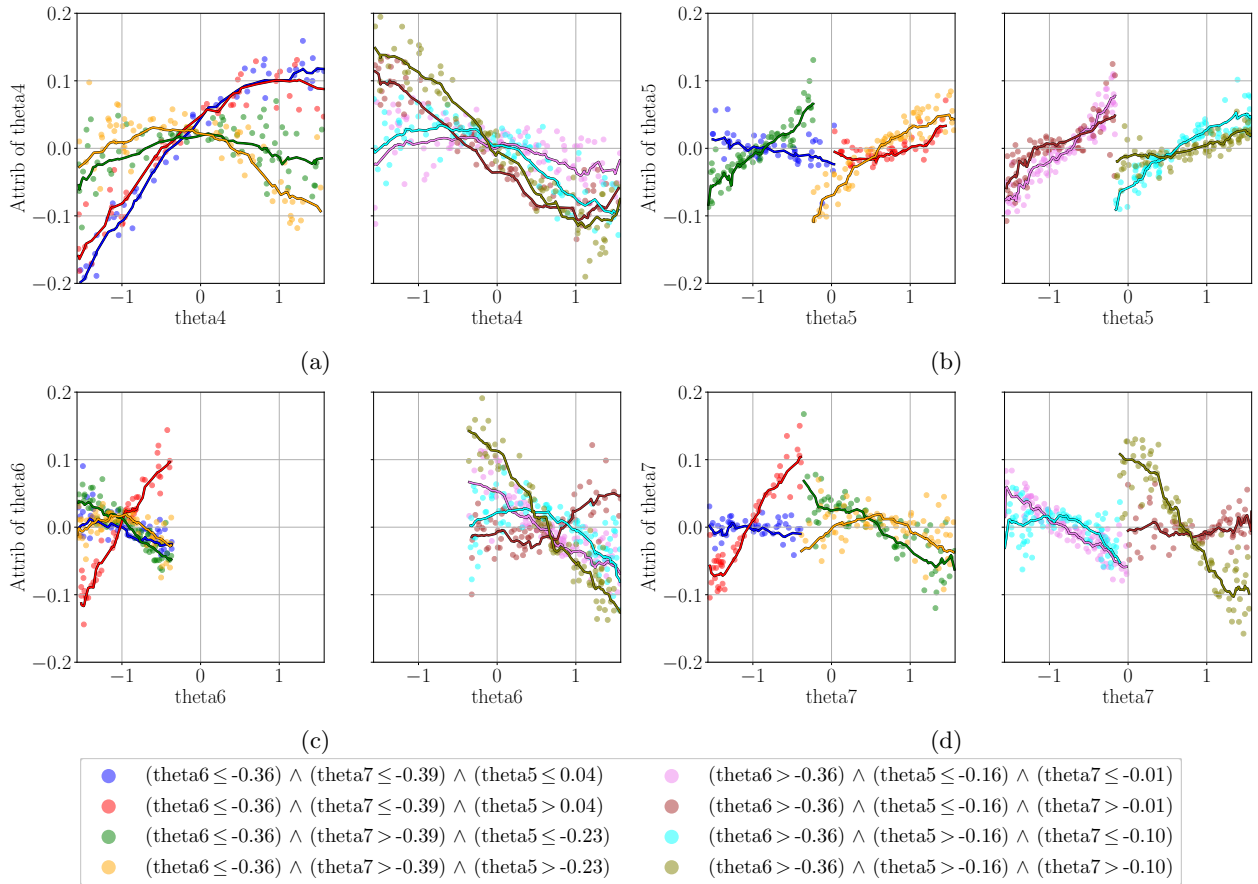 0.2
0.1
0.0
−0.1
−0.2
Attrib of theta4
−1 0 1
theta4
−1 0 1
theta4
(a)
0.2
0.1
0.0
−0.1
−0.2
Attrib of theta5
−1 0 1
theta5
−1 0 1
theta5
(b)
0.2
0.1
0.0
−0.1
−0.2
Attrib of theta6
−1 0 1
theta6
−1 0 1
theta6
(c)
0.2
0.1
0.0
−0.1
−0.2
Attrib of theta7
−1 0 1
theta7
−1 0 1
theta7
(d)
(theta6 ≤ -0.36) ∧ (theta7 ≤ -0.39) ∧ (theta5 ≤ 0.04)
(theta6 ≤ -0.36) ∧ (theta7 ≤ -0.39) ∧ (theta5 > 0.04)
(theta6 ≤ -0.36) ∧ (theta7 > -0.39) ∧ (theta5 ≤ -0.23)
(theta6 ≤ -0.36) ∧ (theta7 > -0.39) ∧ (theta5 > -0.23)
(theta6 > -0.36) ∧ (theta5 ≤ -0.16) ∧ (theta7 ≤ -0.01)
(theta6 > -0.36) ∧ (theta5 ≤ -0.16) ∧ (theta7 > -0.01)
(theta6 > -0.36) ∧ (theta5 > -0.16) ∧ (theta7 ≤ -0.10)
(theta6 > -0.36) ∧ (theta5 > -0.16) ∧ (theta7 > -0.10)